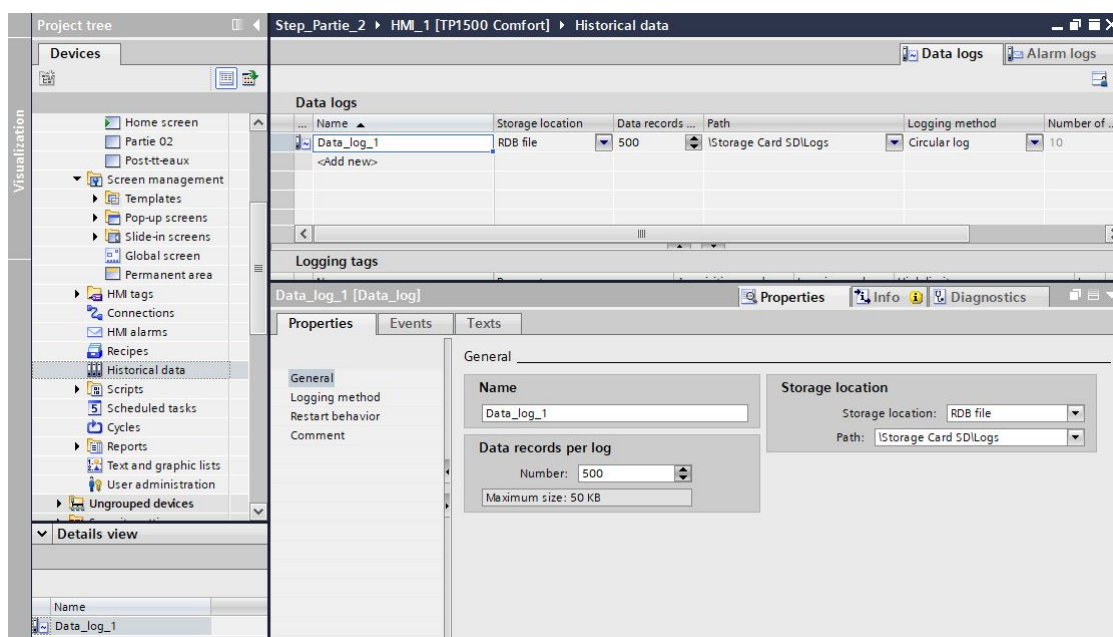 Project tree
Step_Partie_2 ▸ HMI_1 [TP1500 Comfort] ▸ Historical data
Devices
Data logs
Alarm logs
Visualization
Home screen
Partie 02
Post-tt-eaux
Screen management
Templates
Pop-up screens
Slide-in screens
Global screen
Permanent area
HMI tags
Connections
HMI alarms
Recipes
Historical data
Scripts
Scheduled tasks
Cycles
Reports
Text and graphic lists
User administration
Ungrouped devices
Details view
Name
Data_log_1
Data logs
... Name Storage location Data records ... Path Logging method Number of ...
Data_log_1 RDB file 500 \Storage Card SD\Logs Circular log 10
<Add new>
Logging tags
Data_log_1 [Data_log]
Properties Info Diagnostics
Properties Events Texts
General
Logging method
Restart behavior
Comment
General
Name
Data_log_1
Data records per log
Number: 500
Maximum size: 50 KB
Storage location
Storage location: RDB file
Path: \Storage Card SD\Logs